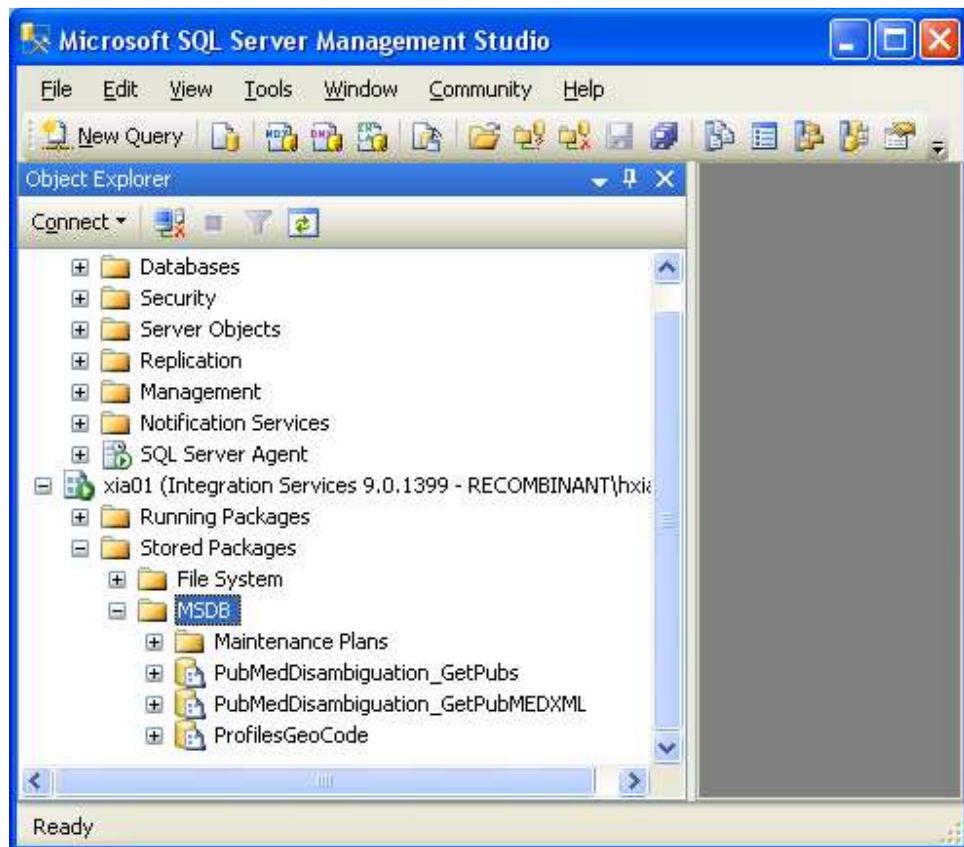 Microsoft SQL Server Management Studio
File Edit View Tools Window Community Help
New Query
Object Explorer
Connect
Databases
Security
Server Objects
Replication
Management
Notification Services
SQL Server Agent
xia01 (Integration Services 9.0.1399 - RECOMBINANT\hxia
Running Packages
Stored Packages
File System
MSDB
Maintenance Plans
PubMedDisambiguation_GetPubs
PubMedDisambiguation_GetPubMEDXML
ProfilesGeoCode
Ready